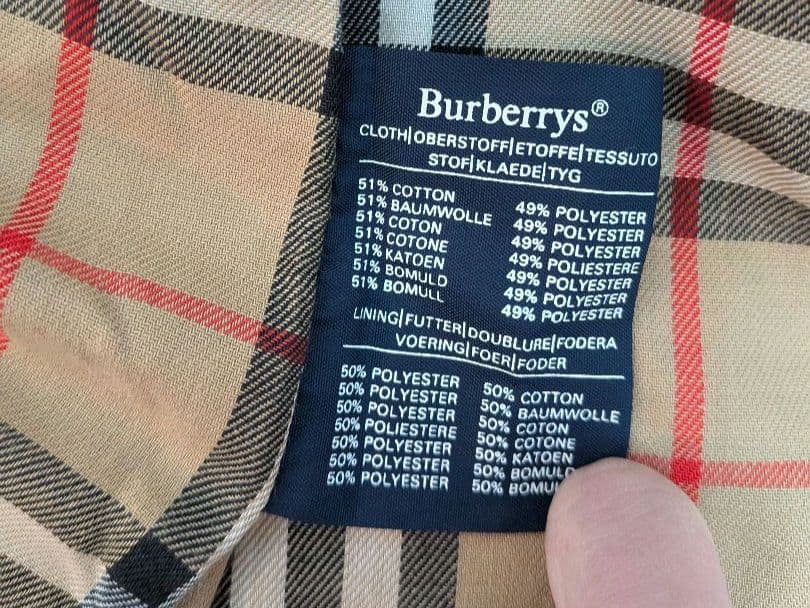 Burberrys®
CLOTH|OBERSTOFF|ETOFFE|TESSUTO
STOF|KLAEDE|TYG
51% COTTON 49% POLYESTER
51% BAUMWOLLE 49% POLYESTER
51% COTON 49% POLYESTER
51% COTONE 49% POLIESTERE
51% KATOEN 49% POLYESTER
51% BOMULD 49% POLYESTER
51% BOMULL 49% POLYESTER
LINING|FUTTER|DOUBLURE|FODERA
VOERING|FOER|FODER
50% POLYESTER 50% COTTON
50% POLYESTER 50% BAUMWOLLE
50% POLYESTER 50% COTON
50% POLIESTERE 50% COTONE
50% POLYESTER 50% KATOEN
50% POLYESTER 50% BOMULD
50% POLYESTER 50%